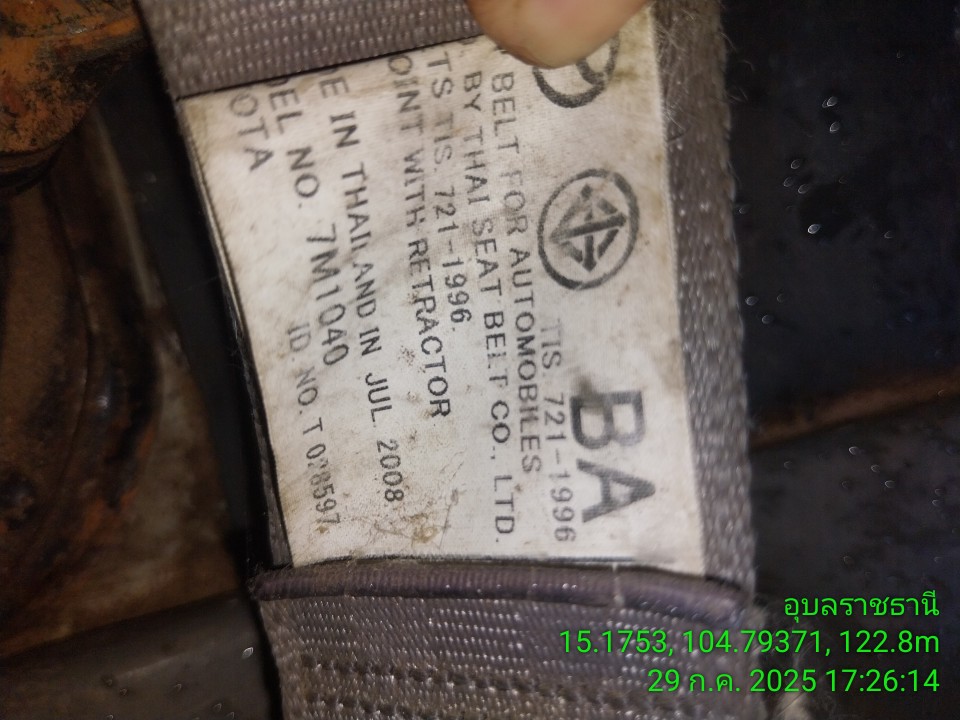 BA
TIS. 721-1996
BELT FOR AUTOMOBILES
BY THAI SEAT BELT CO., LTD.
TS TIS. 721-1996.
OINT WITH RETRACTOR
E IN THAILAND IN JUL. 2008
DEL NO. 7M1040
OTA
ID NO. T 028597
อุบลราชธานี
15.1753, 104.79371, 122.8m
29 ก.ค. 2025 17:26:14